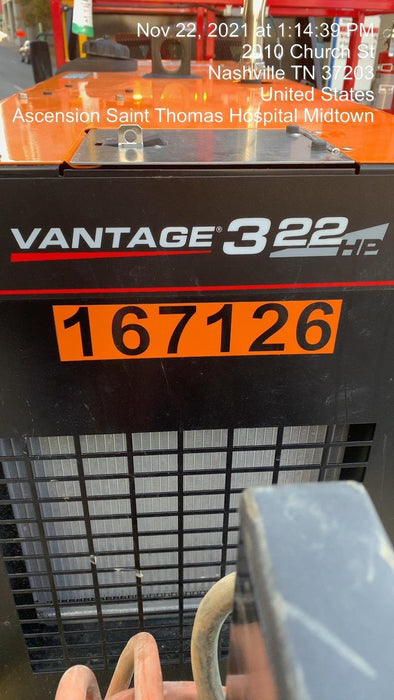 Nov 22, 2021 at 1:14:39 PM
2010 Church St
Nashville TN 37203
United States
Ascension Saint Thomas Hospital Midtown
VANTAGE® 322 HP
167126